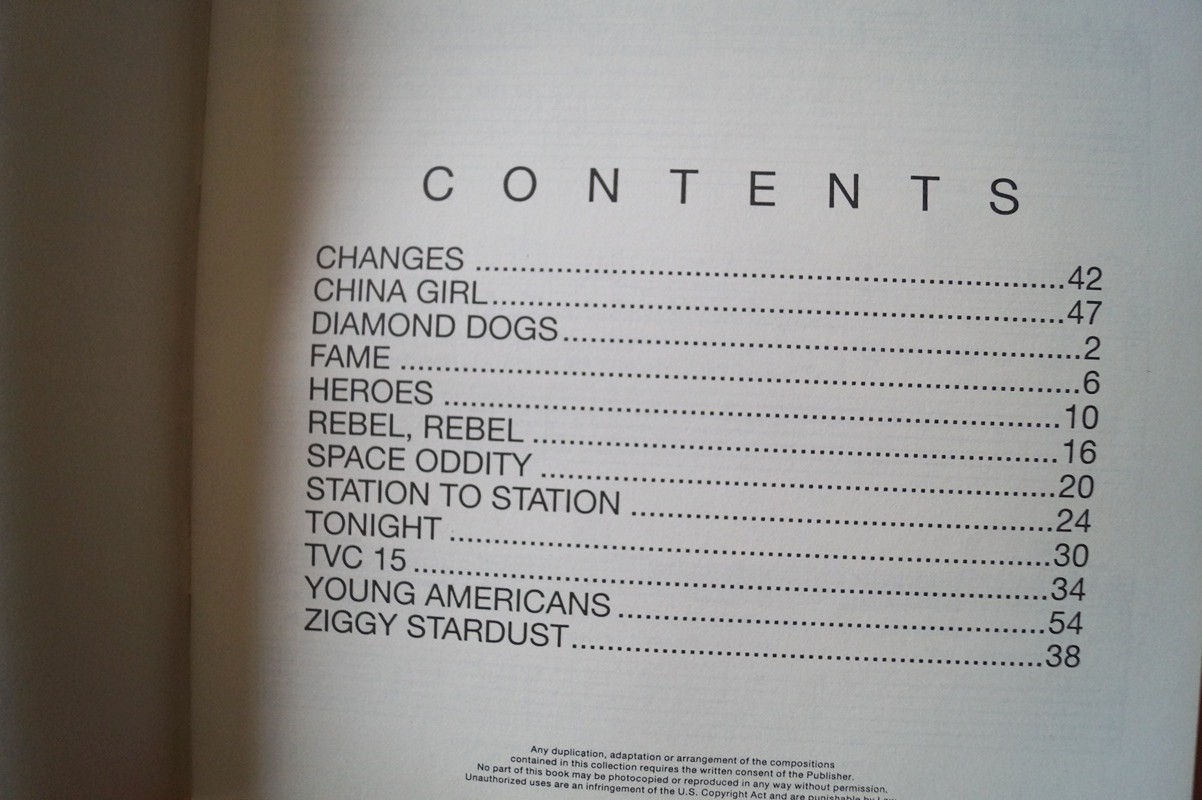 CONTENTS
CHANGES ........................................................................42
CHINA GIRL......................................................................47
DIAMOND DOGS................................................................2
FAME ................................................................................6
HEROES ..........................................................................10
REBEL, REBEL ................................................................16
SPACE ODDITY ...............................................................20
STATION TO STATION ....................................................24
TONIGHT .........................................................................30
TVC 15 .............................................................................34
YOUNG AMERICANS .....................................................54
ZIGGY STARDUST..........................................................38
Any duplication, adaptation or arrangement of the compositions
contained in this collection requires the written consent of the Publisher.
No part of this book may be photocopied or reproduced in any way without permission.
Unauthorized uses are an infringement of the U.S. Copyright Act and are punishable by